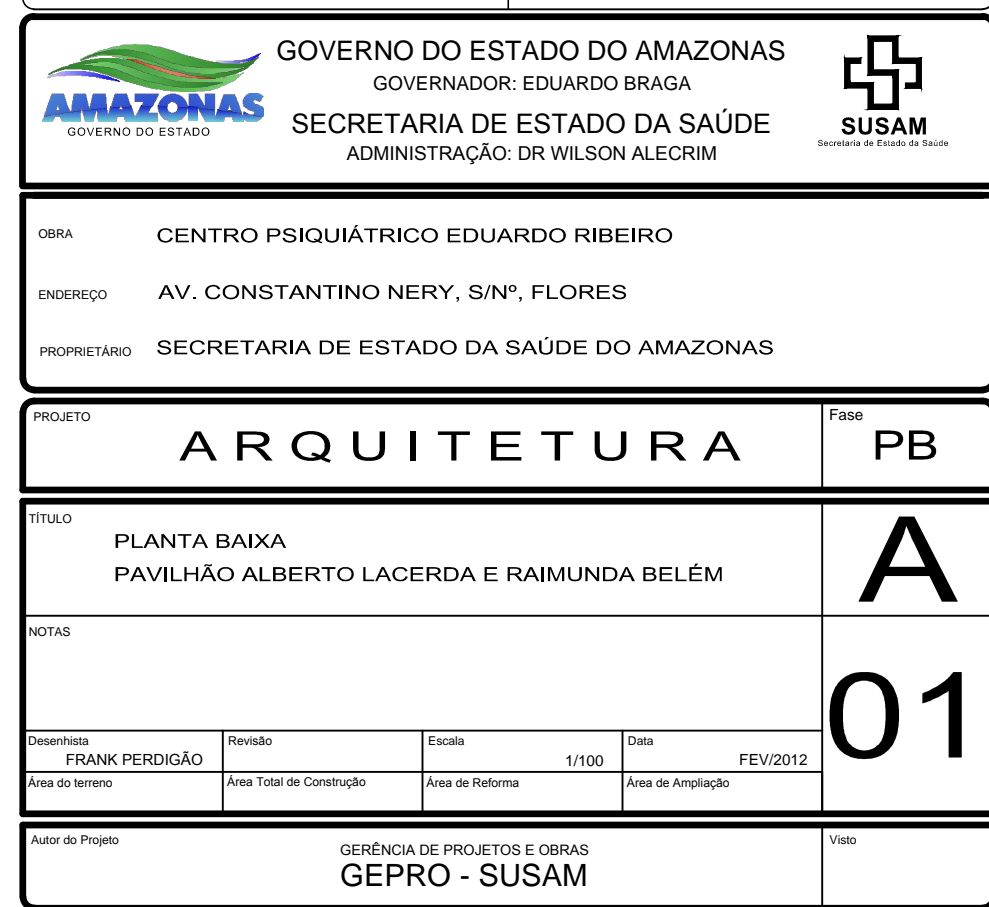 GOVERNO DO ESTADO DO AMAZONAS
GOVERNADOR: EDUARDO BRAGA
SECRETARIA DE ESTADO DA SAÚDE
ADMINISTRAÇÃO: DR WILSON ALECRIM
AMAZONAS
GOVERNO DO ESTADO
SUSAM
Secretaria de Estado da Saúde
OBRA CENTRO PSIQUIÁTRICO EDUARDO RIBEIRO
ENDEREÇO AV. CONSTANTINO NERY, S/Nº, FLORES
PROPRIETÁRIO SECRETARIA DE ESTADO DA SAÚDE DO AMAZONAS
PROJETO
ARQUITETURA
Fase
PB
TÍTULO
PLANTA BAIXA
PAVILHÃO ALBERTO LACERDA E RAIMUNDA BELÉM
A
NOTAS
01
Desenhista
FRANK PERDIGÃO
Revisão
Escala
1/100
Data
FEV/2012
Área do terreno
Área Total de Construção
Área de Reforma
Área de Ampliação
Autor do Projeto
GERÊNCIA DE PROJETOS E OBRAS
GEPRO - SUSAM
Visto